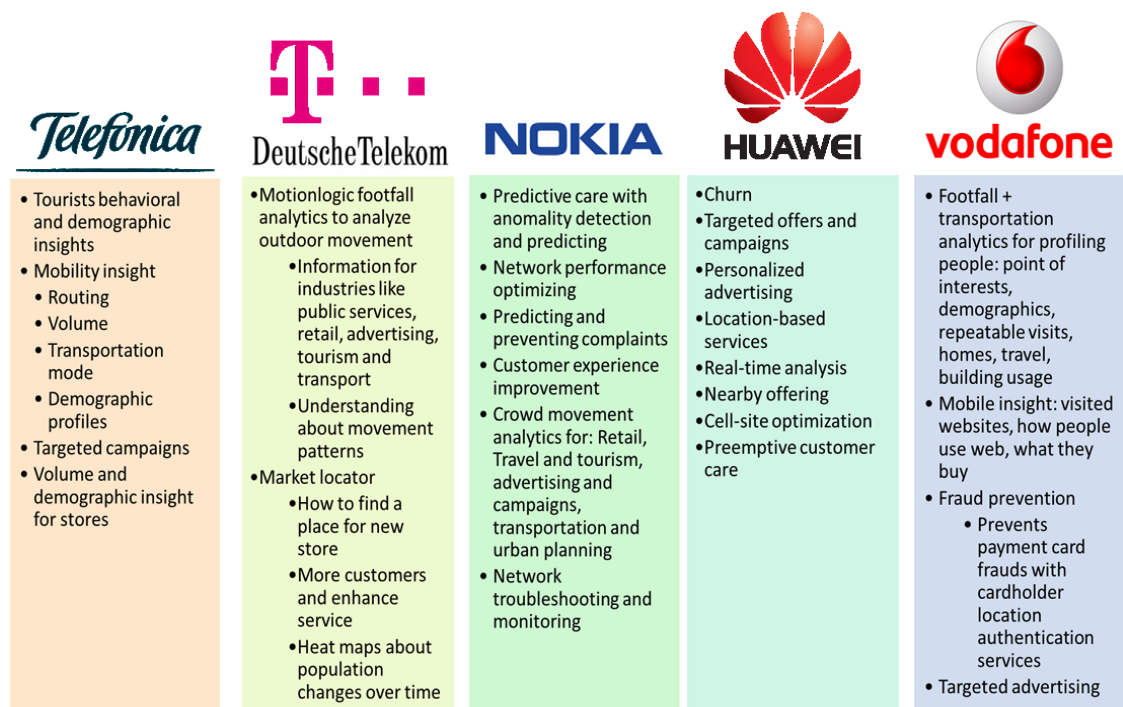 Telefónica
• Tourists behavioral
and demographic
insights
• Mobility insight
• Routing
• Volume
• Transportation
mode
• Demographic
profiles
• Targeted campaigns
• Volume and
demographic insight
for stores
T
Deutsche Telekom
•Motionlogic footfall
analytics to analyze
outdoor movement
•Information for
industries like
public services,
retail, advertising,
tourism and
transport
•Understanding
about movement
patterns
•Market locator
•How to find a
place for new
store
•More customers
and enhance
service
•Heat maps about
population
changes over time
NOKIA
• Predictive care with
anomality detection
and predicting
• Network performance
optimizing
• Predicting and
preventing complaints
• Customer experience
improvement
• Crowd movement
analytics for: Retail,
Travel and tourism,
advertising and
campaigns,
transportation and
urban planning
• Network
troubleshooting and
monitoring
HUAWEI
•Churn
•Targeted offers and
campaigns
•Personalized
advertising
•Location-based
services
•Real-time analysis
•Nearby offering
•Cell-site optimization
•Preemptive customer
care
vodafone
• Footfall +
transportation
analytics for profiling
people: point of
interests,
demographics,
repeatable visits,
homes, travel,
building usage
• Mobile insight: visited
websites, how people
use web, what they
buy
• Fraud prevention
• Prevents
payment card
frauds with
cardholder
location
authentication
services
• Targeted advertising